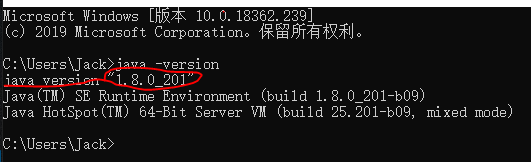 Microsoft Windows [版本 10.0.18362.239]
(c) 2019 Microsoft Corporation。保留所有权利。
C:\Users\Jack>java -version
java version "1.8.0_201"
Java(TM) SE Runtime Environment (build 1.8.0_201-b09)
Java HotSpot(TM) 64-Bit Server VM (build 25.201-b09, mixed mode)
C:\Users\Jack>